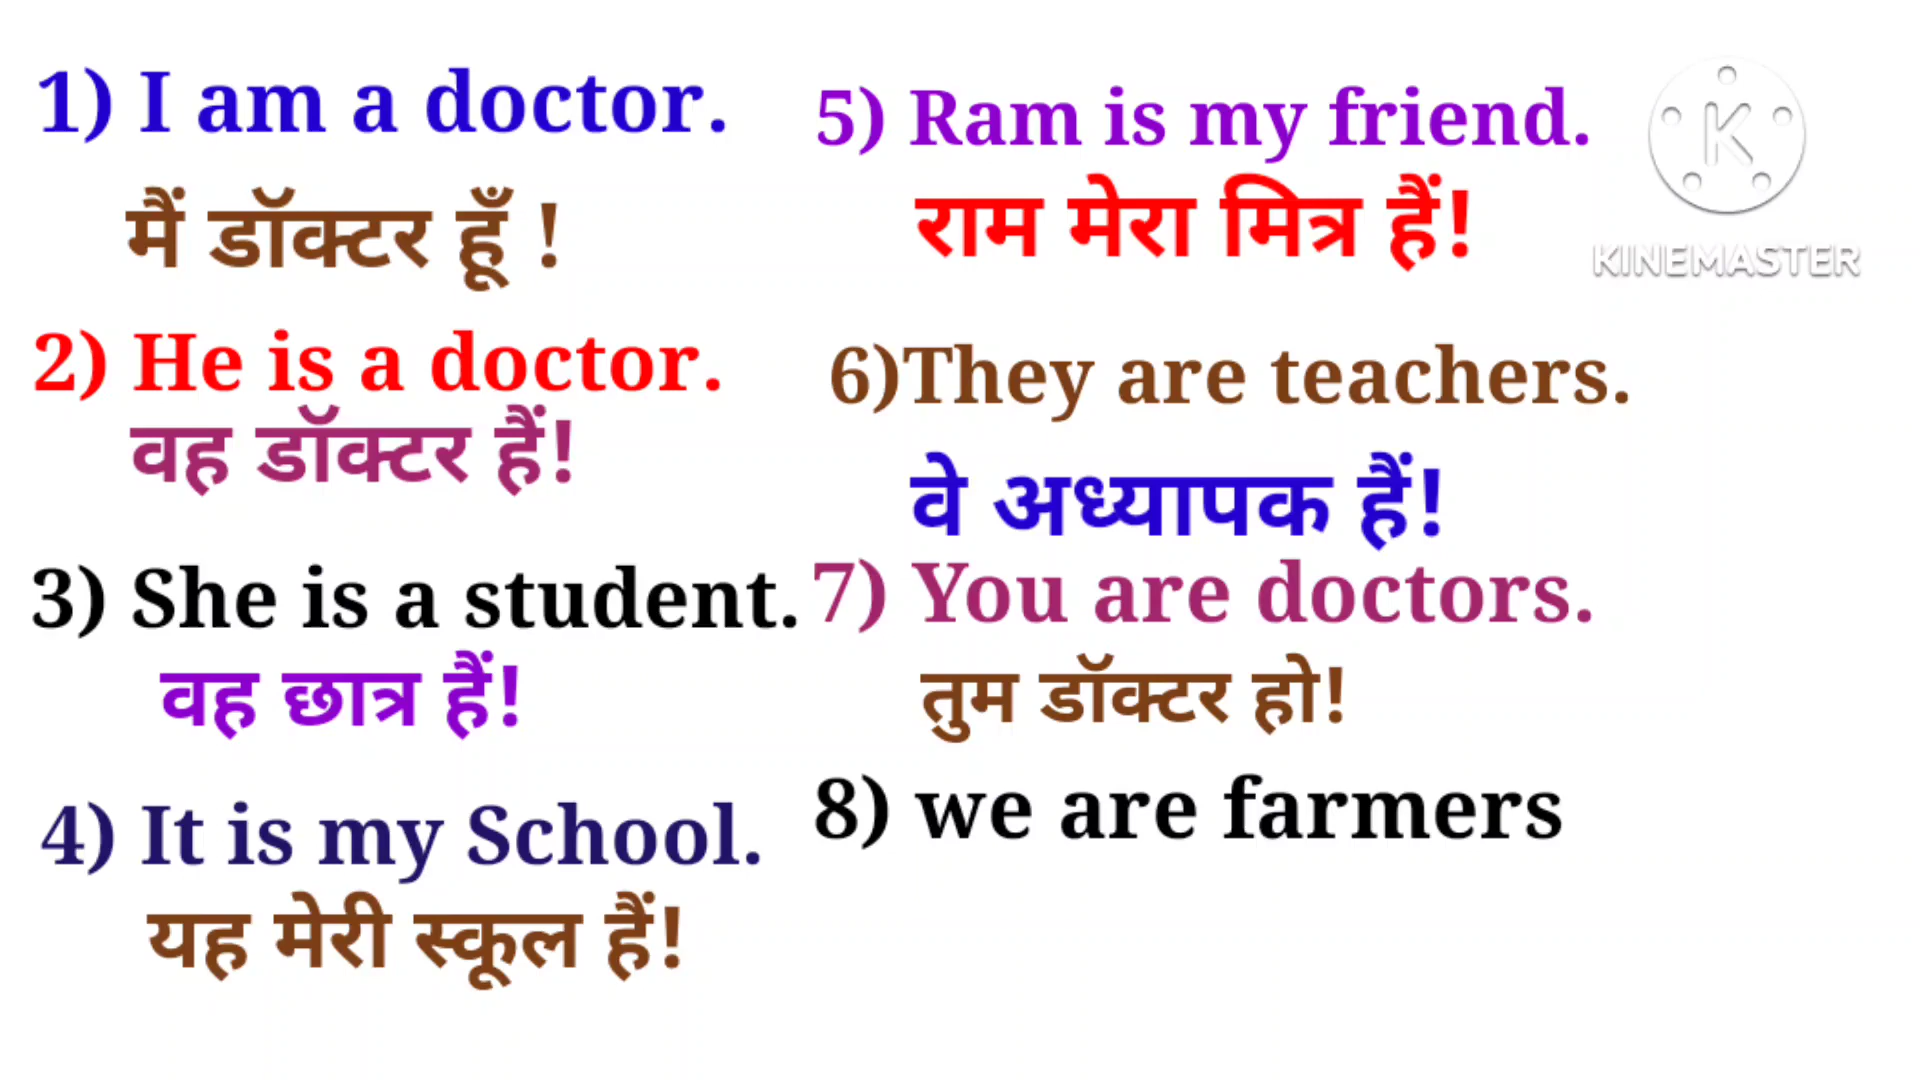 1) I am a doctor.
मैं डॉक्टर हूँ !
2) He is a doctor.
वह डॉक्टर हैं!
3) She is a student.
वह छात्र हैं!
4) It is my School.
यह मेरी स्कूल हैं!
5) Ram is my friend.
राम मेरा मित्र हैं!
6)They are teachers.
वे अध्यापक हैं!
7) You are doctors.
तुम डॉक्टर हो!
8) we are farmers
K
KINEMASTER